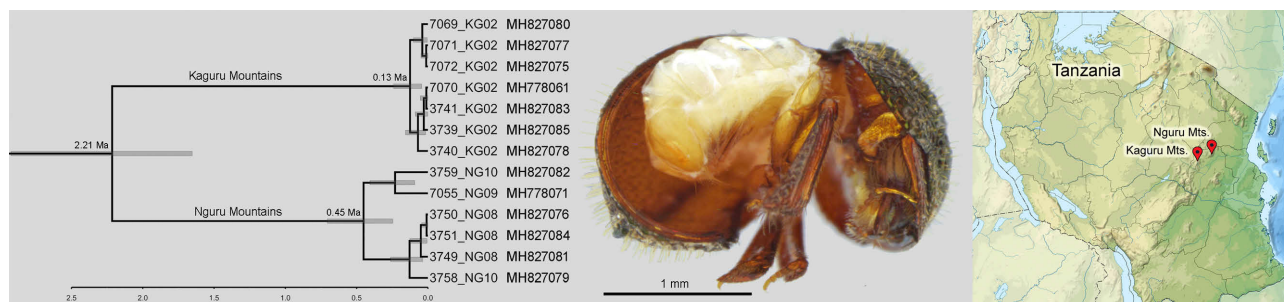 7069_KG02 MH827080
7071_KG02 MH827077
Kaguru Mountains
0.13 Ma
7072_KG02 MH827075
7070_KG02 MH778061
3741_KG02 MH827083
3739_KG02 MH827085
2.21 Ma
3740_KG02 MH827078
3759_NG10 MH827082
7055_NG09 MH778071
Nguru Mountains
0.45 Ma
3750_NG08 MH827076
3751_NG08 MH827084
3749_NG08 MH827081
3758_NG10 MH827079
2.5 2.0 1.5 1.0 0.5 0.0
1 mm
Tanzania
Nguru Mts.
Kaguru Mts.